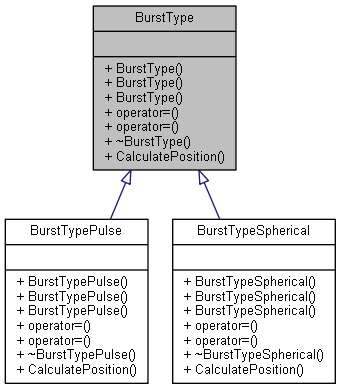 BurstType
+ BurstType()
+ BurstType()
+ BurstType()
+ operator=()
+ operator=()
+ ~BurstType()
+ CalculatePosition()
BurstTypePulse
+ BurstTypePulse()
+ BurstTypePulse()
+ BurstTypePulse()
+ operator=()
+ operator=()
+ ~BurstTypePulse()
+ CalculatePosition()
BurstTypeSpherical
+ BurstTypeSpherical()
+ BurstTypeSpherical()
+ BurstTypeSpherical()
+ operator=()
+ operator=()
+ ~BurstTypeSpherical()
+ CalculatePosition()